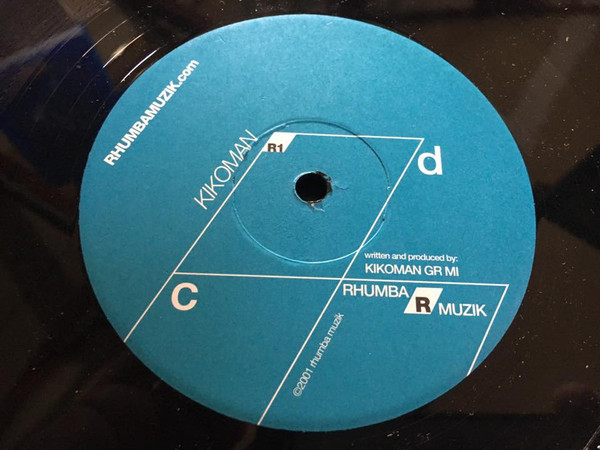 RHUMBAMUZIK.com
KIKOMAN
R1
d
written and produced by:
KIKOMAN GR MI
C
RHUMBA
R
MUZIK
©2001 rhumba muzik